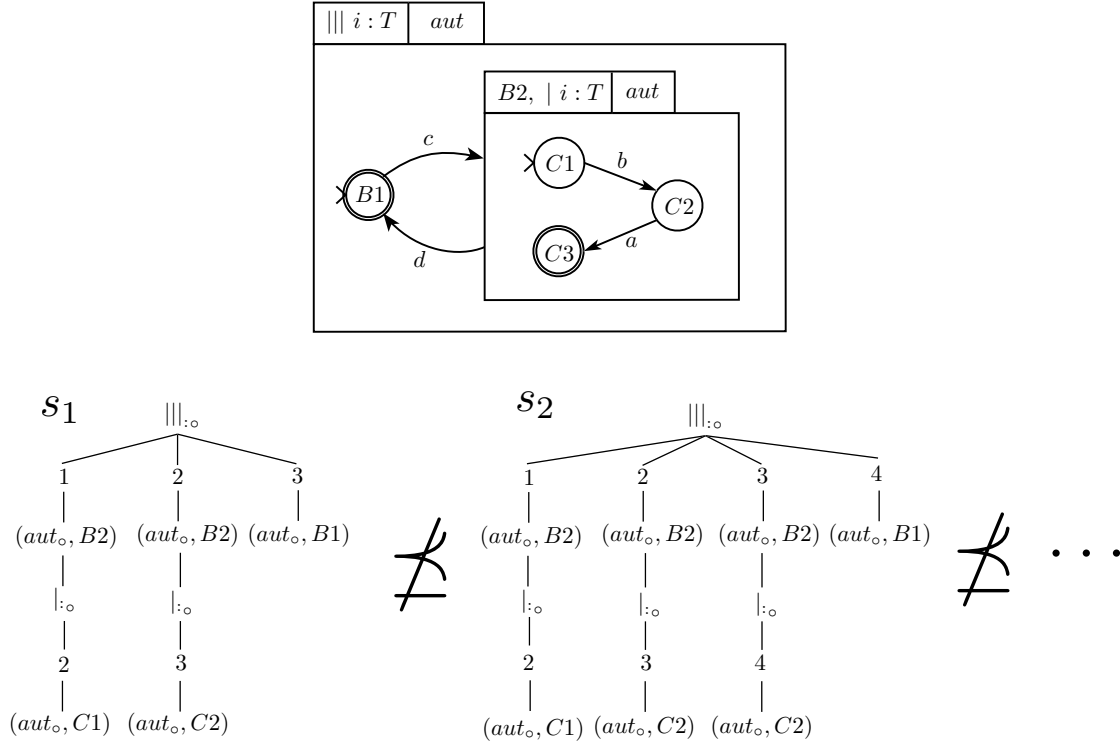 ||| i : T aut
B2, | i : T aut
c
C1 b
B1 C2
C3 a
d
s₁ |||:∘ s₂ |||:∘
1 2 3 1 2 3 4
(aut∘, B2) (aut∘, B2) (aut∘, B1) ⋠ (aut∘, B2) (aut∘, B2) (aut∘, B2) (aut∘, B1) ⋠ · · ·
|:∘ |:∘ |:∘ |:∘ |:∘
2 3 2 3 4
(aut∘, C1) (aut∘, C2) (aut∘, C1) (aut∘, C2) (aut∘, C2)